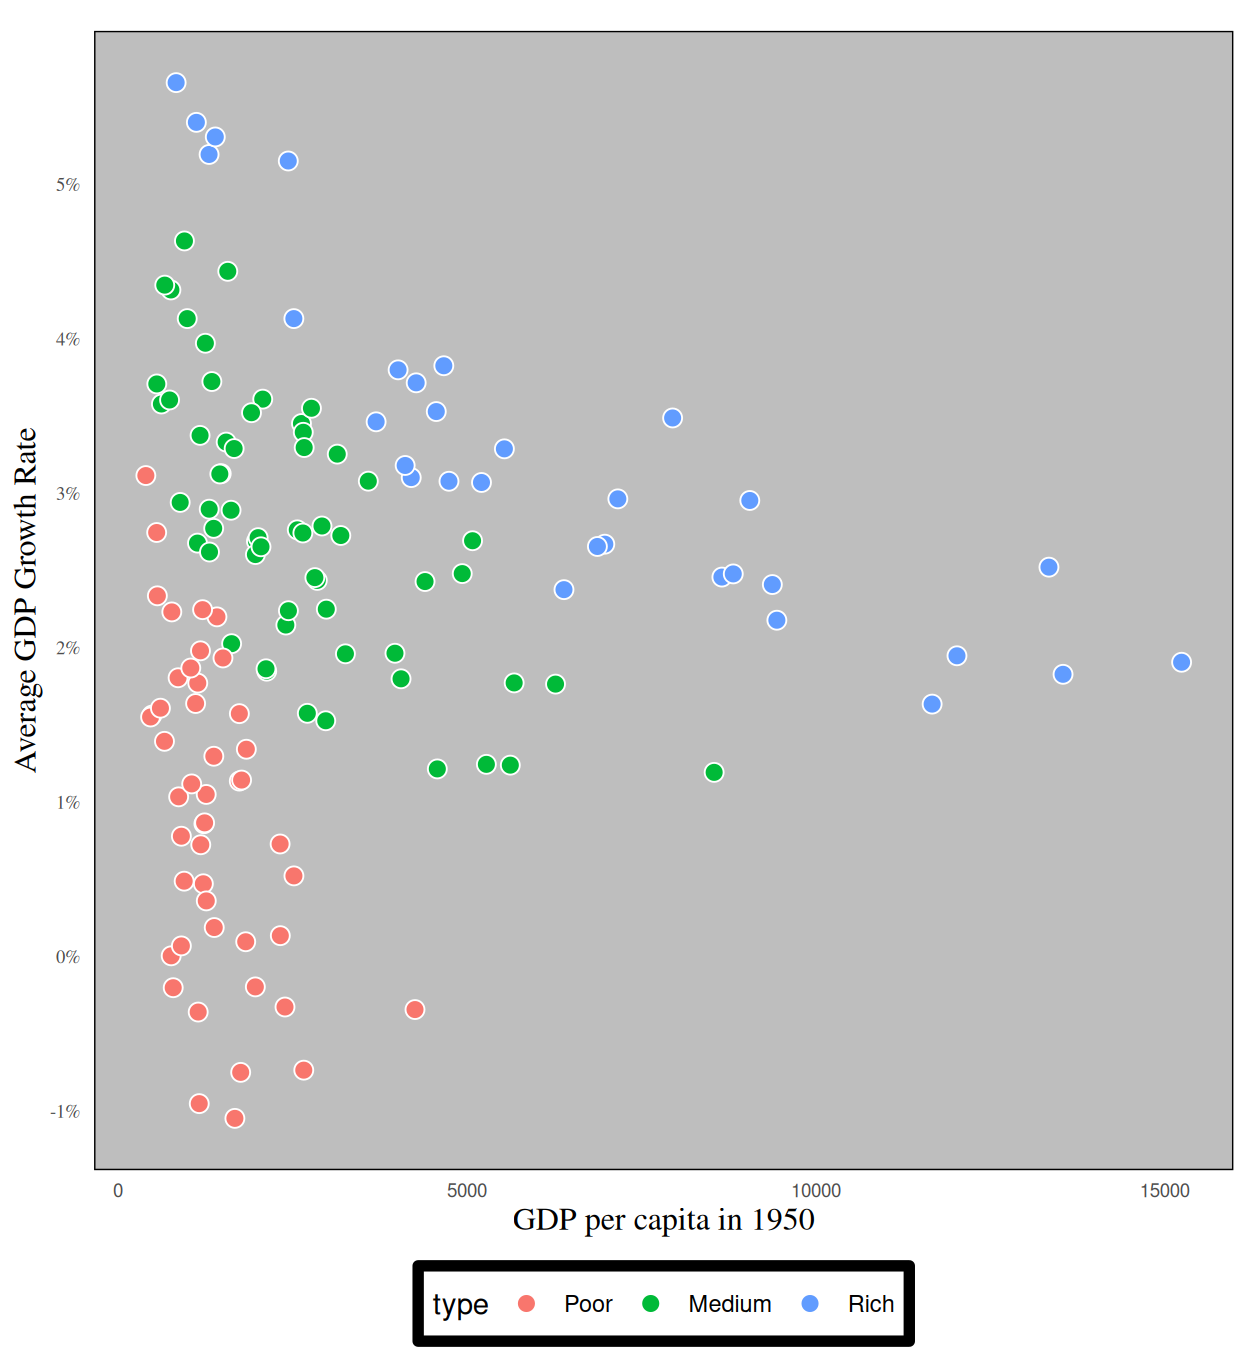 Average GDP Growth Rate
5%
4%
3%
2%
1%
0%
-1%
0 5000 10000 15000
GDP per capita in 1950
type Poor Medium Rich